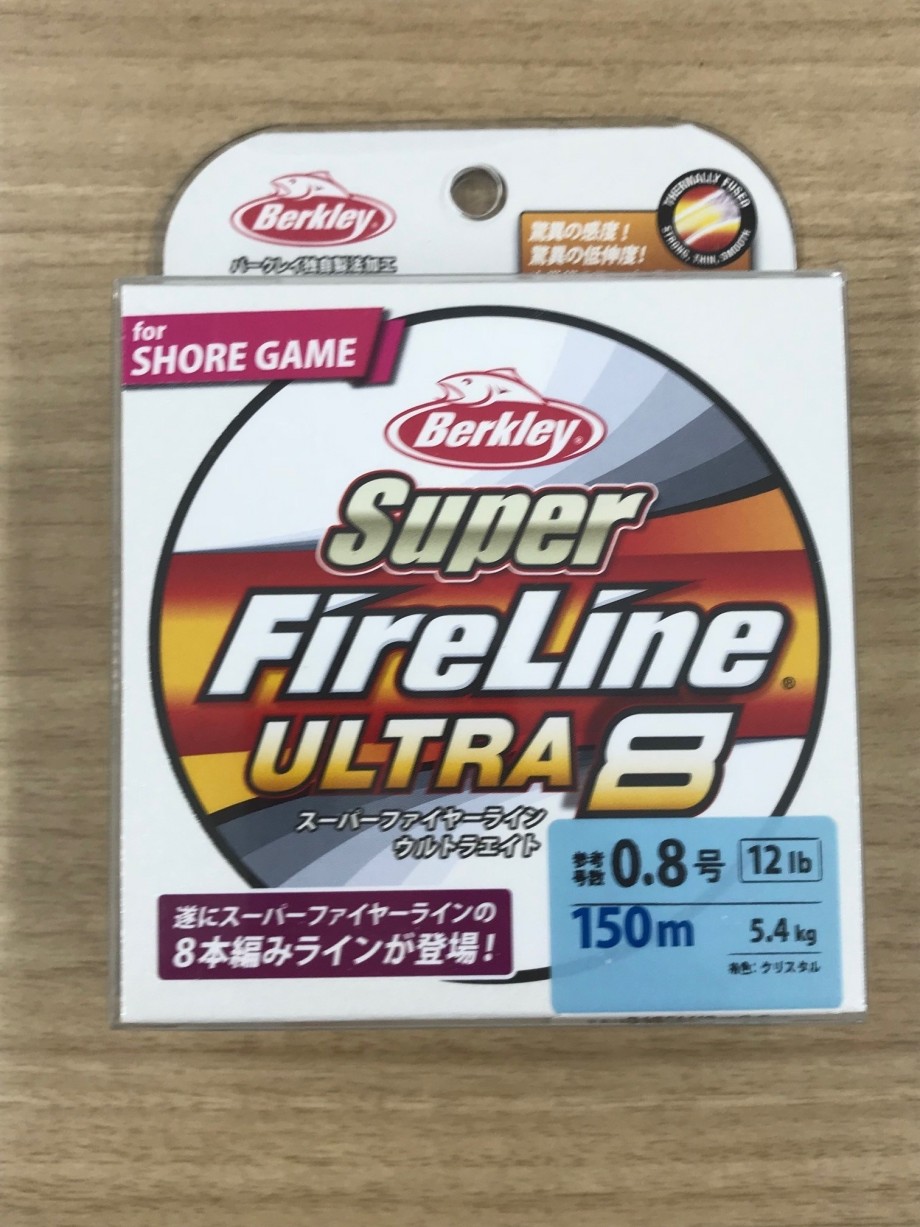 Berkley
バークレイ独自製法加工
驚異の感度！
驚異の低伸度！
THERMALLY FUSED
STRONG, THIN, SMOOTH
for
SHORE GAME
Berkley®
Super
FireLine®
ULTRA 8
スーパーファイヤーライン
ウルトラエイト
参考号数 0.8号 12 lb
150m 5.4kg
有色：クリスタル
遂にスーパーファイヤーラインの
8本編みラインが登場！